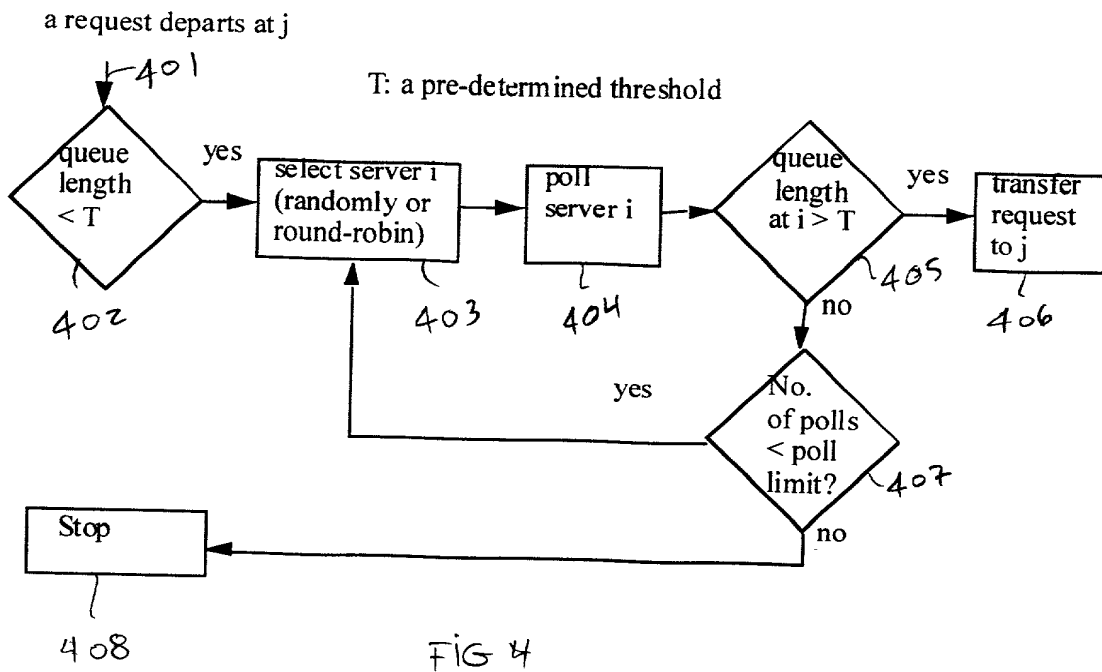 a request departs at j
401
T: a pre-determined threshold
queue
length
< T
yes
select server i
(randomly or
round-robin)
poll
server i
queue
length
at i > T
yes
transfer
request
to j
402
403
404
405
406
no
yes
No.
of polls
< poll
limit?
407
no
Stop
408
FIG 4